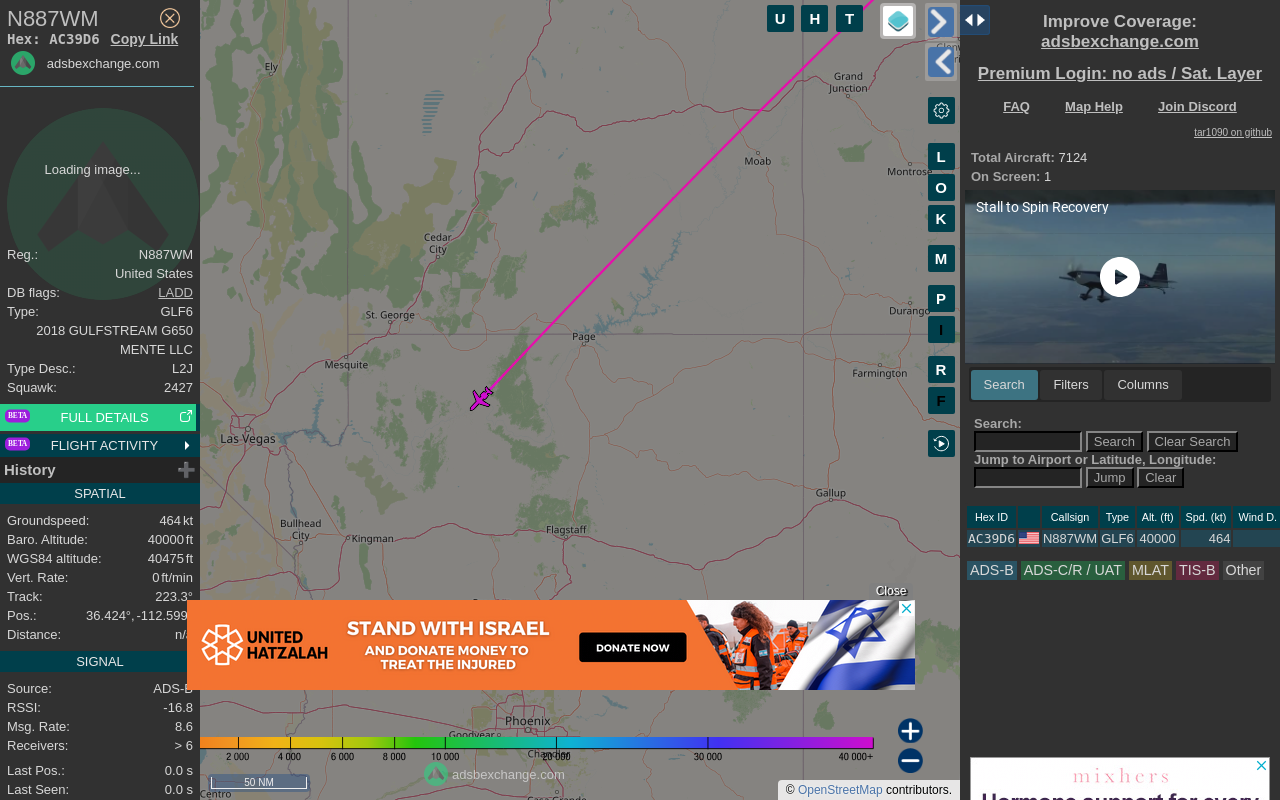 N887WM
Hex: AC39D6 Copy Link
adsbexchange.com
Loading image...
Reg.: N887WM
United States
DB flags: LADD
Type: GLF6
2018 GULFSTREAM G650
MENTE LLC
Type Desc.: L2J
Squawk: 2427
BETA FULL DETAILS
BETA FLIGHT ACTIVITY
History
SPATIAL
Groundspeed: 464 kt
Baro. Altitude: 40000 ft
WGS84 altitude: 40475 ft
Vert. Rate: 0 ft/min
Track: 223.3°
Pos.: 36.424°, -112.599°
Distance: n/a
SIGNAL
Source: ADS-B
RSSI: -16.8
Msg. Rate: 8.6
Receivers: > 6
Last Pos.: 0.0 s
Last Seen: 0.0 s
U H T
L
O
K
M
P
I
R
F
Ely
Grand
Junction
Moab
Montrose
Cedar
City
St. George
Page
Durango
Mesquite
Farmington
Las Vegas
Gallup
Bullhead
City
Kingman
Flagstaff
Close
UNITED
HATZALAH
STAND WITH ISRAEL
AND DONATE MONEY TO
TREAT THE INJURED
DONATE NOW
Phoenix
Goodyear
Chandler
2 000 4 000 6 000 8 000 10 000 20 000 30 000 40 000+
adsbexchange.com
50 NM
Centro
Casa Grande
© OpenStreetMap contributors.
Improve Coverage:
adsbexchange.com
Premium Login: no ads / Sat. Layer
FAQ Map Help Join Discord
tar1090 on github
Total Aircraft: 7124
On Screen: 1
Stall to Spin Recovery
Search Filters Columns
Search:
Search Clear Search
Jump to Airport or Latitude, Longitude:
Jump Clear
Hex ID Callsign Type Alt. (ft) Spd. (kt) Wind D.
AC39D6 N887WM GLF6 40000 464
ADS-B ADS-C/R / UAT MLAT TIS-B Other
mixhers
Hormone support for every